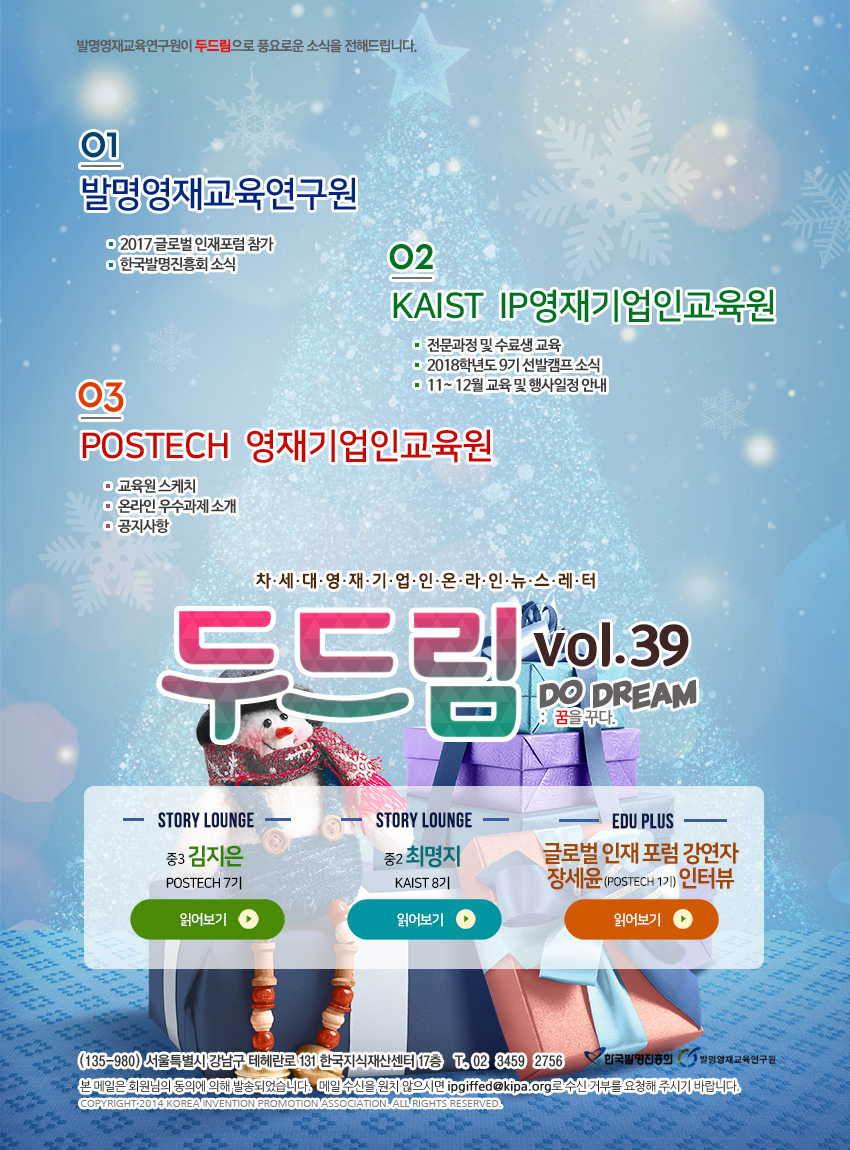 발명영재교육연구원이 두드림으로 풍요로운 소식을 전해드립니다.
01
발명영재교육연구원
2017 글로벌 인재포럼 참가
한국발명진흥회 소식
02
KAIST IP영재기업인교육원
전문과정 및 수료생 교육
2018학년도 9기 선발캠프 소식
11~ 12월 교육 및 행사일정 안내
03
POSTECH 영재기업인교육원
교육원 스케치
온라인 우수과제 소개
공지사항
차·세·대·영·재·기·업·인·온·라·인·뉴·스·레·터
두드림 vol.39
DO DREAM
: 꿈을 꾸다.
STORY LOUNGE
중3 김지은
POSTECH 7기
읽어보기
STORY LOUNGE
중2 최명지
KAIST 8기
읽어보기
EDU PLUS
글로벌 인재 포럼 강연자
장세윤(POSTECH 1기) 인터뷰
읽어보기
(135-980) 서울특별시 강남구 테헤란로 131 한국지식재산센터 17층 T. 02 3459 2756 한국발명진흥회 발명영재교육연구원
본 메일은 회원님의 동의에 의해 발송되었습니다. 메일 수신을 원치 않으시면 ipgiffed@kipa.org로 수신 거부를 요청해 주시기 바랍니다.
COPYRIGHT·2014 KOREA INVENTION PROMOTION ASSOCIATION. ALL RIGHTS RESERVED.